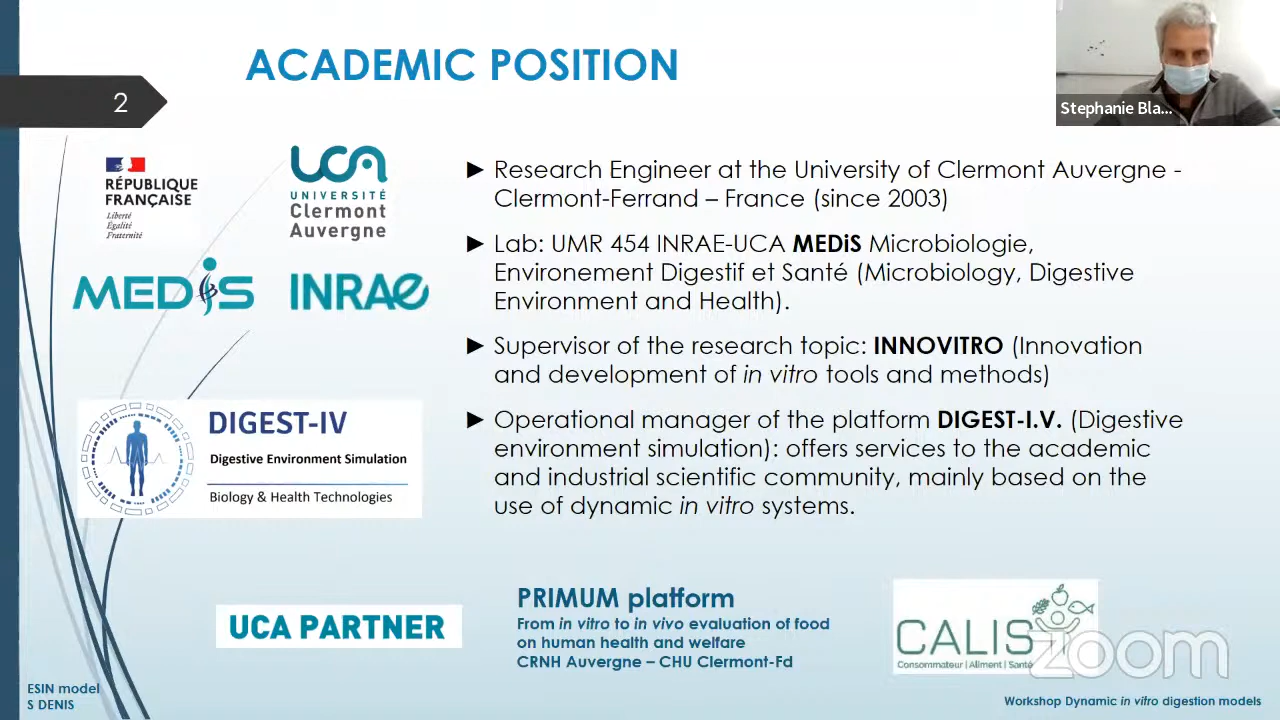 ACADEMIC POSITION
2
Stephanie Bla...
RÉPUBLIQUE
FRANÇAISE
Liberté
Égalité
Fraternité
UCA
UNIVERSITÉ
Clermont
Auvergne
MEDiS
INRAE
► Research Engineer at the University of Clermont Auvergne -
Clermont-Ferrand – France (since 2003)
► Lab: UMR 454 INRAE-UCA MEDiS Microbiologie,
Environement Digestif et Santé (Microbiology, Digestive
Environment and Health).
► Supervisor of the research topic: INNOVITRO (Innovation
and development of in vitro tools and methods)
► Operational manager of the platform DIGEST-I.V. (Digestive
environment simulation): offers services to the academic
and industrial scientific community, mainly based on the
use of dynamic in vitro systems.
DIGEST-IV
Digestive Environment Simulation
Biology & Health Technologies
UCA PARTNER
PRIMUM platform
From in vitro to in vivo evaluation of food
on human health and welfare
CRNH Auvergne – CHU Clermont-Fd
CALIS
Consommateur | Aliment | Santé
zoom
ESIN model
S DENIS
Workshop Dynamic in vitro digestion models